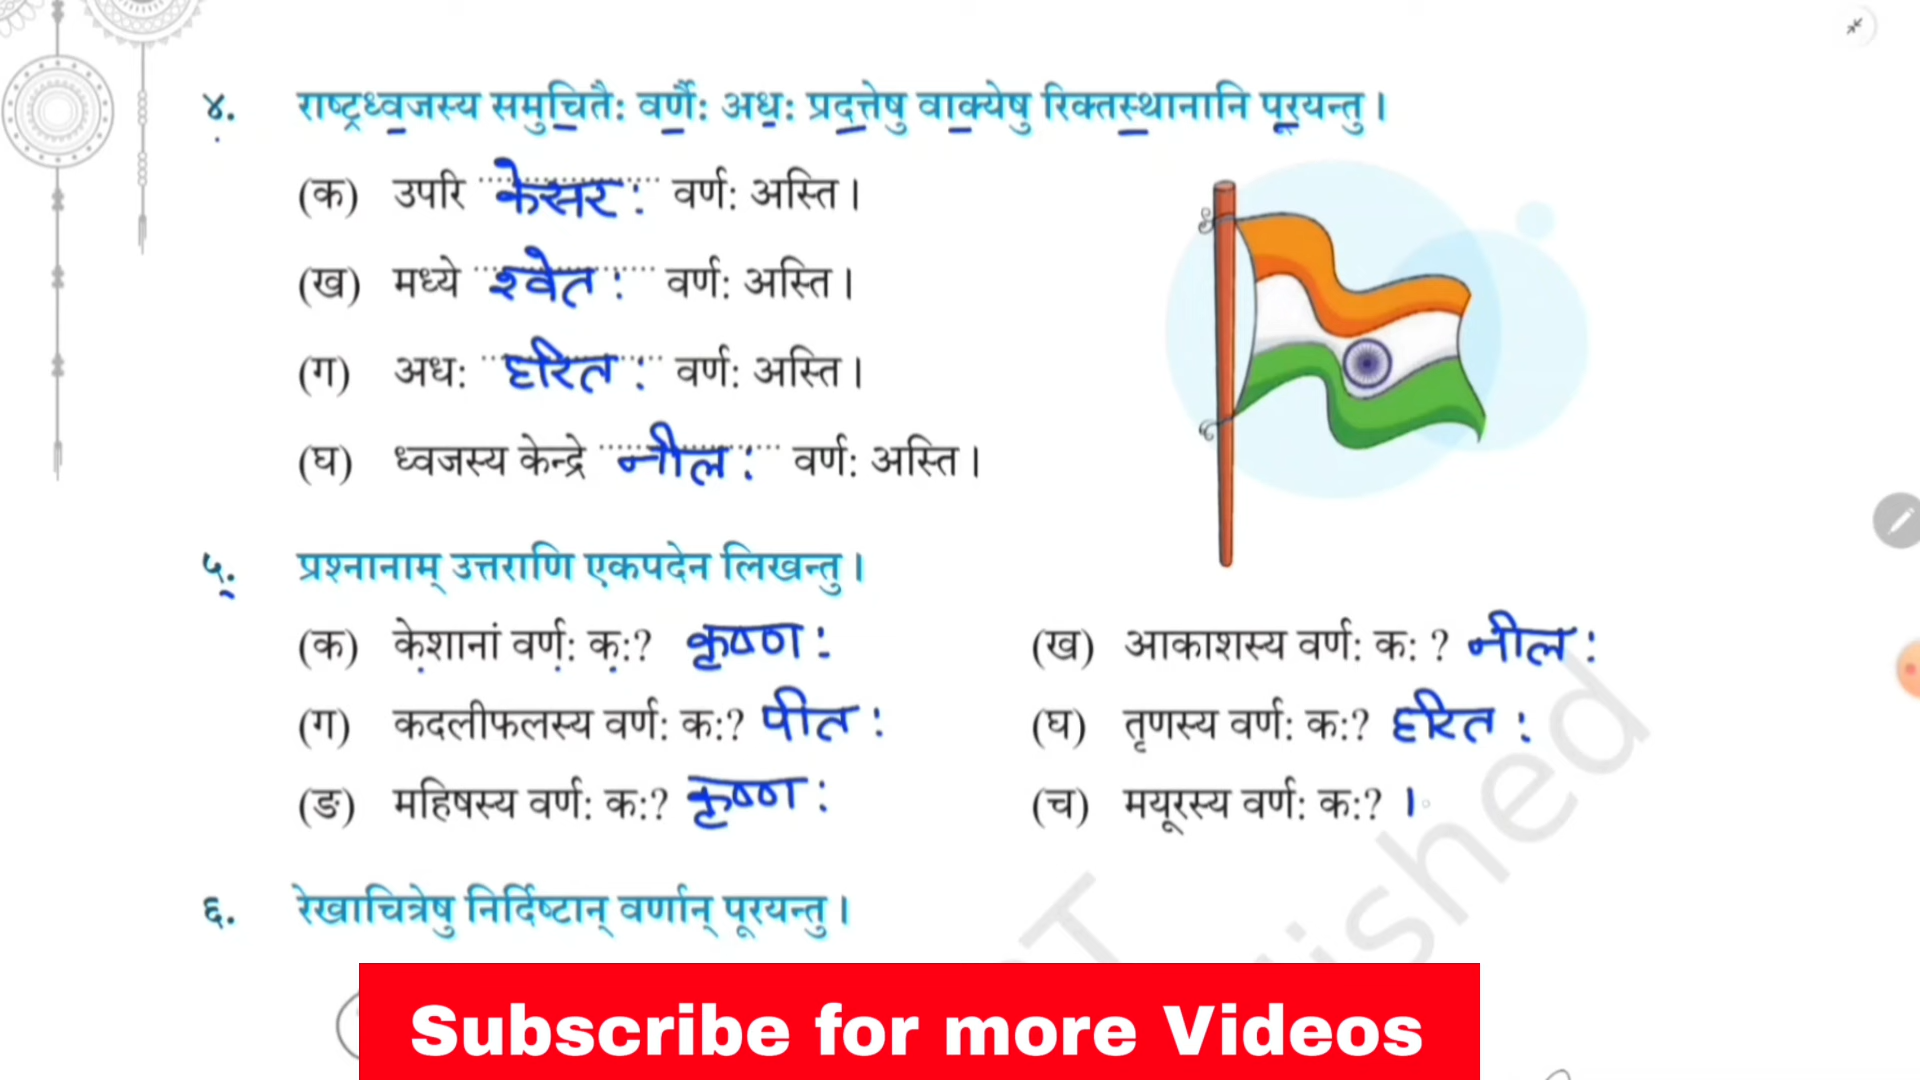 ४. राष्ट्रध्वजस्य समुचितैः वर्णैः अधः प्रदत्तेषु वाक्येषु रिक्तस्थानानि पूरयन्तु।
(क) उपरि केसरः वर्णः अस्ति।
(ख) मध्ये श्वेतः वर्णः अस्ति।
(ग) अधः हरितः वर्णः अस्ति।
(घ) ध्वजस्य केन्द्रे नीलः वर्णः अस्ति।
५. प्रश्नानाम् उत्तराणि एकपदेन लिखन्तु।
(क) केशानां वर्णः कः? कृष्णः (ख) आकाशस्य वर्णः कः ? नीलः
(ग) कदलीफलस्य वर्णः कः? पीतः (घ) तृणस्य वर्णः कः? हरितः
(ङ) महिषस्य वर्णः कः? कृष्णः (च) मयूरस्य वर्णः कः? ।
६. रेखाचित्रेषु निर्दिष्टान् वर्णान् पूरयन्तु।
Subscribe for more Videos